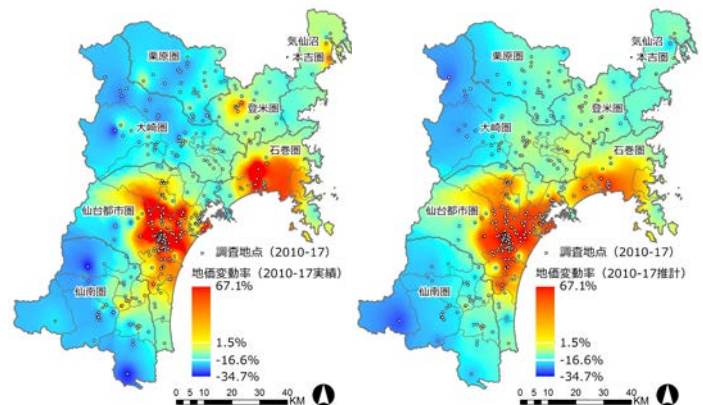 気仙沼
・本吉圏
栗原圏
登米圏
大崎圏
石巻圏
仙台都市圏
仙南圏
調査地点（2010-17）
地価変動率（2010-17実績）
67.1%
1.5%
-16.6%
-34.7%
0 5 10 20 30 40
KM
気仙沼
・本吉圏
栗原圏
登米圏
大崎圏
石巻圏
仙台都市圏
仙南圏
調査地点（2010-17）
地価変動率（2010-17推計）
67.1%
1.5%
-16.6%
-34.7%
0 5 10 20 30 40
KM